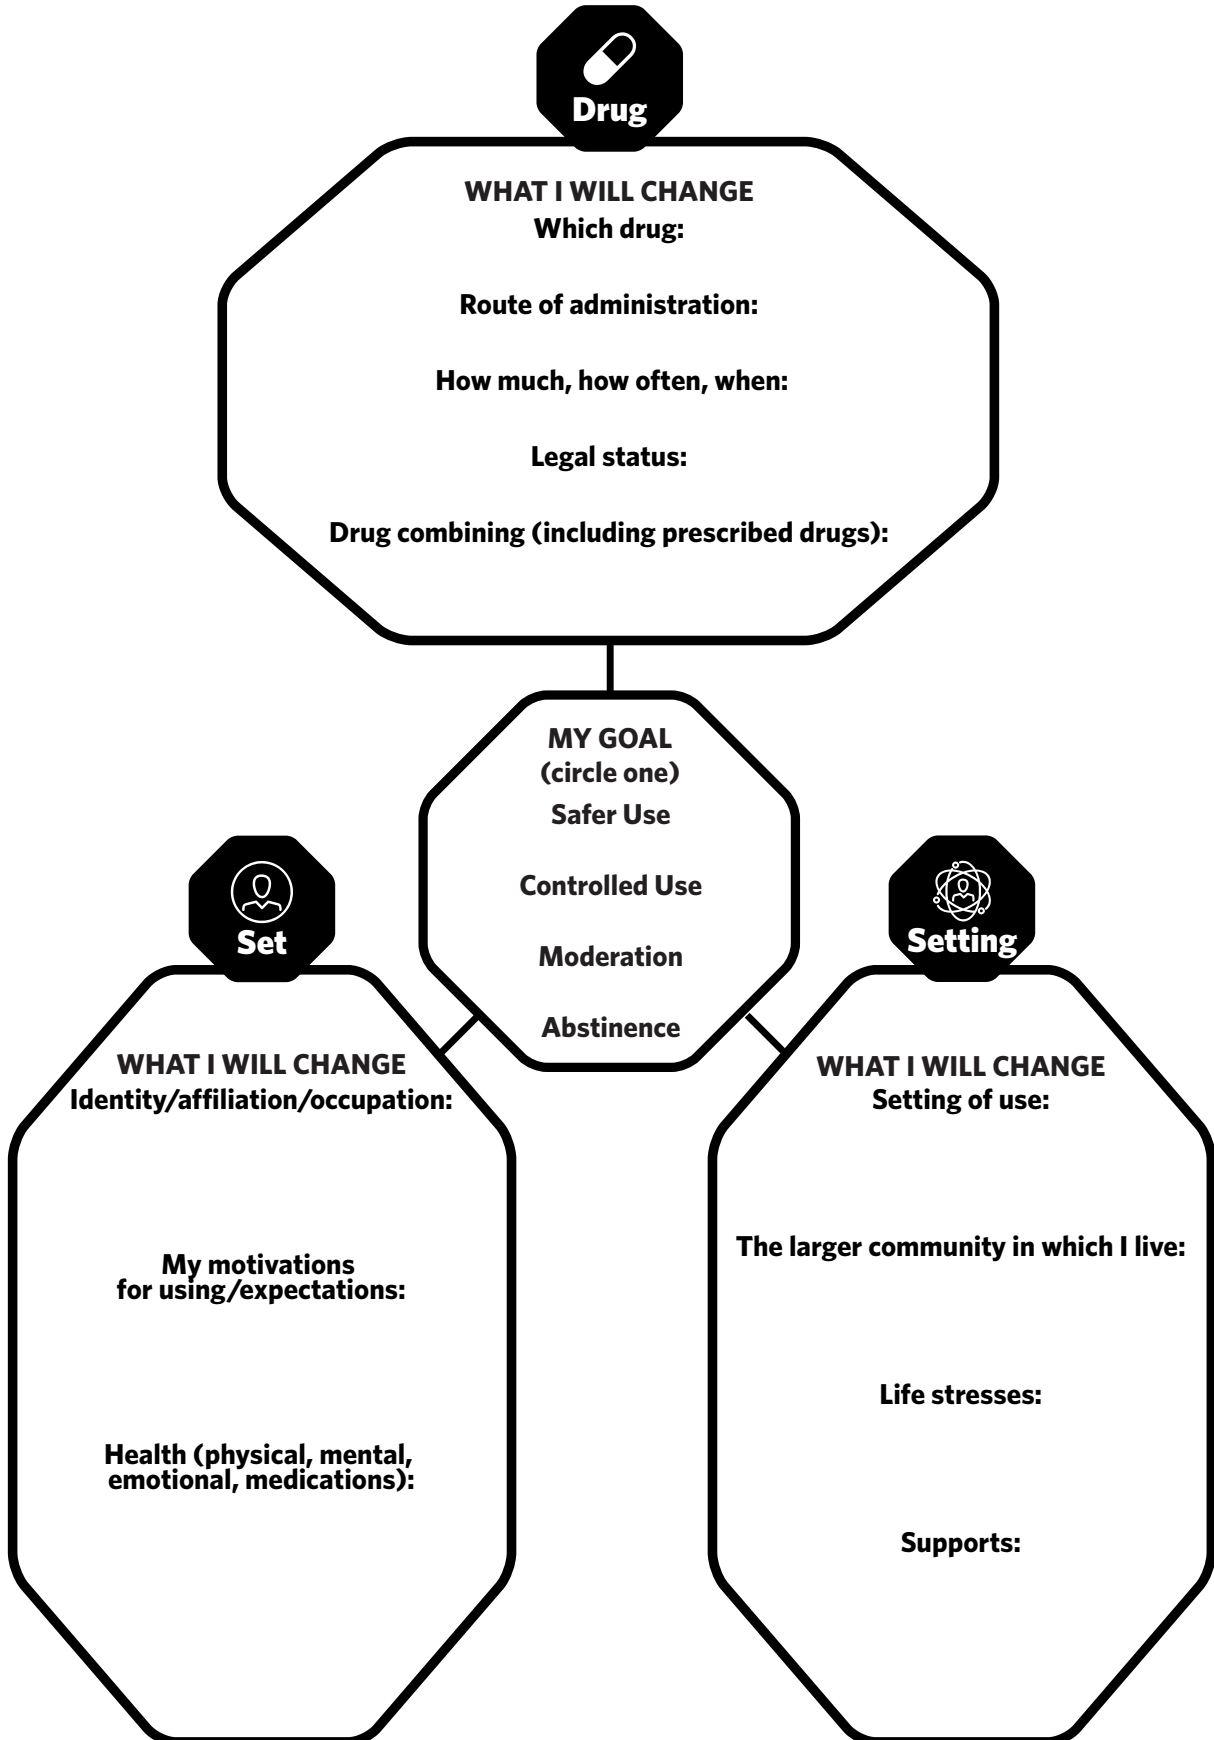 Drug
WHAT I WILL CHANGE
Which drug:
Route of administration:
How much, how often, when:
Legal status:
Drug combining (including prescribed drugs):
MY GOAL
(circle one)
Safer Use
Controlled Use
Moderation
Abstinence
Set
WHAT I WILL CHANGE
Identity/affiliation/occupation:
My motivations
for using/expectations:
Health (physical, mental,
emotional, medications):
Setting
WHAT I WILL CHANGE
Setting of use:
The larger community in which I live:
Life stresses:
Supports: